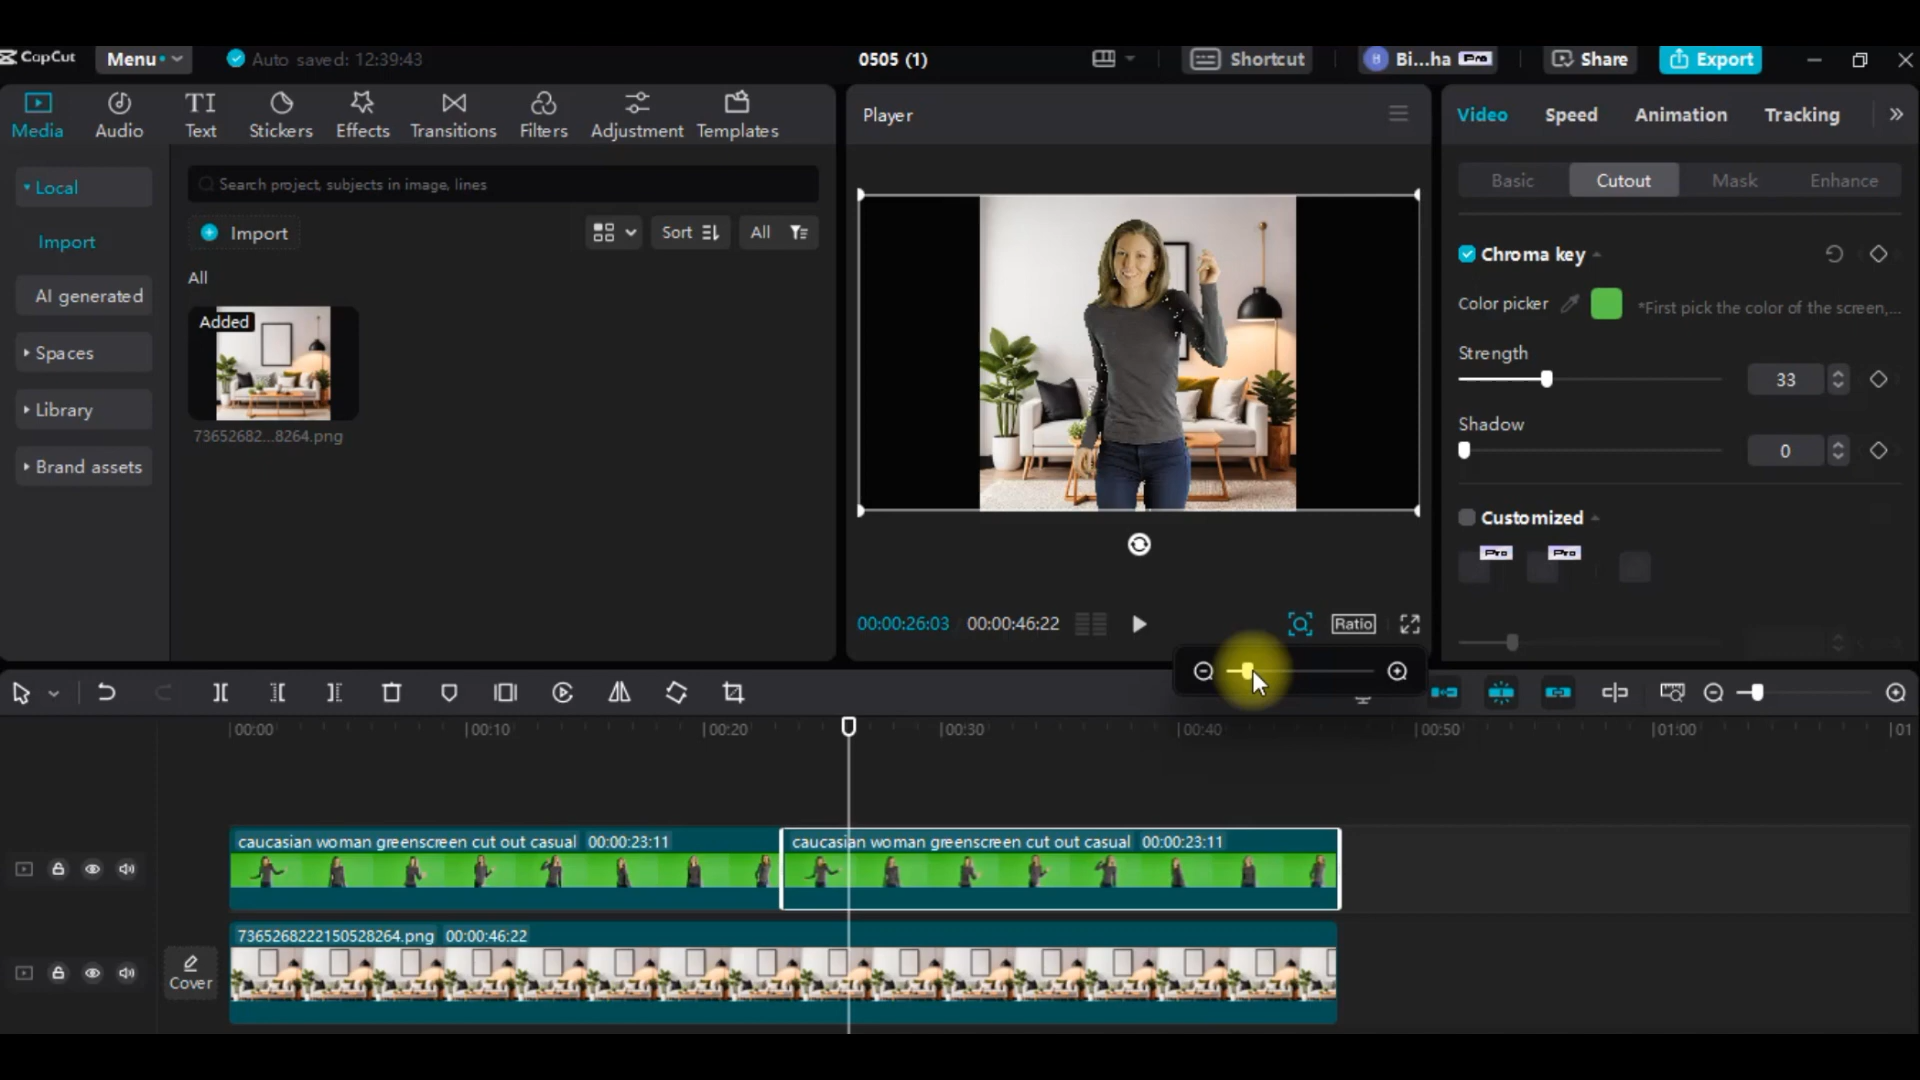 CapCut
Menu
Auto saved: 12:39:43
0505 (1)
Shortcut
Bi...ha Pro
Share
Export
Media
Audio
Text
Stickers
Effects
Transitions
Filters
Adjustment
Templates
Player
Video
Speed
Animation
Tracking
Local
Import
AI generated
Spaces
Library
Brand assets
Search project, subjects in image, lines
Import
Sort
All
All
Added
73652682...8264.png
Basic
Cutout
Mask
Enhance
Chroma key
Color picker
*First pick the color of the screen,...
Strength
33
Shadow
0
Customized
Pro
Pro
00:00:26:03
00:00:46:22
Ratio
00:00
00:10
00:20
00:30
00:40
00:50
01:00
01
caucasian woman greenscreen cut out casual 00:00:23:11
caucasian woman greenscreen cut out casual 00:00:23:11
7365268222150528264.png 00:00:46:22
Cover